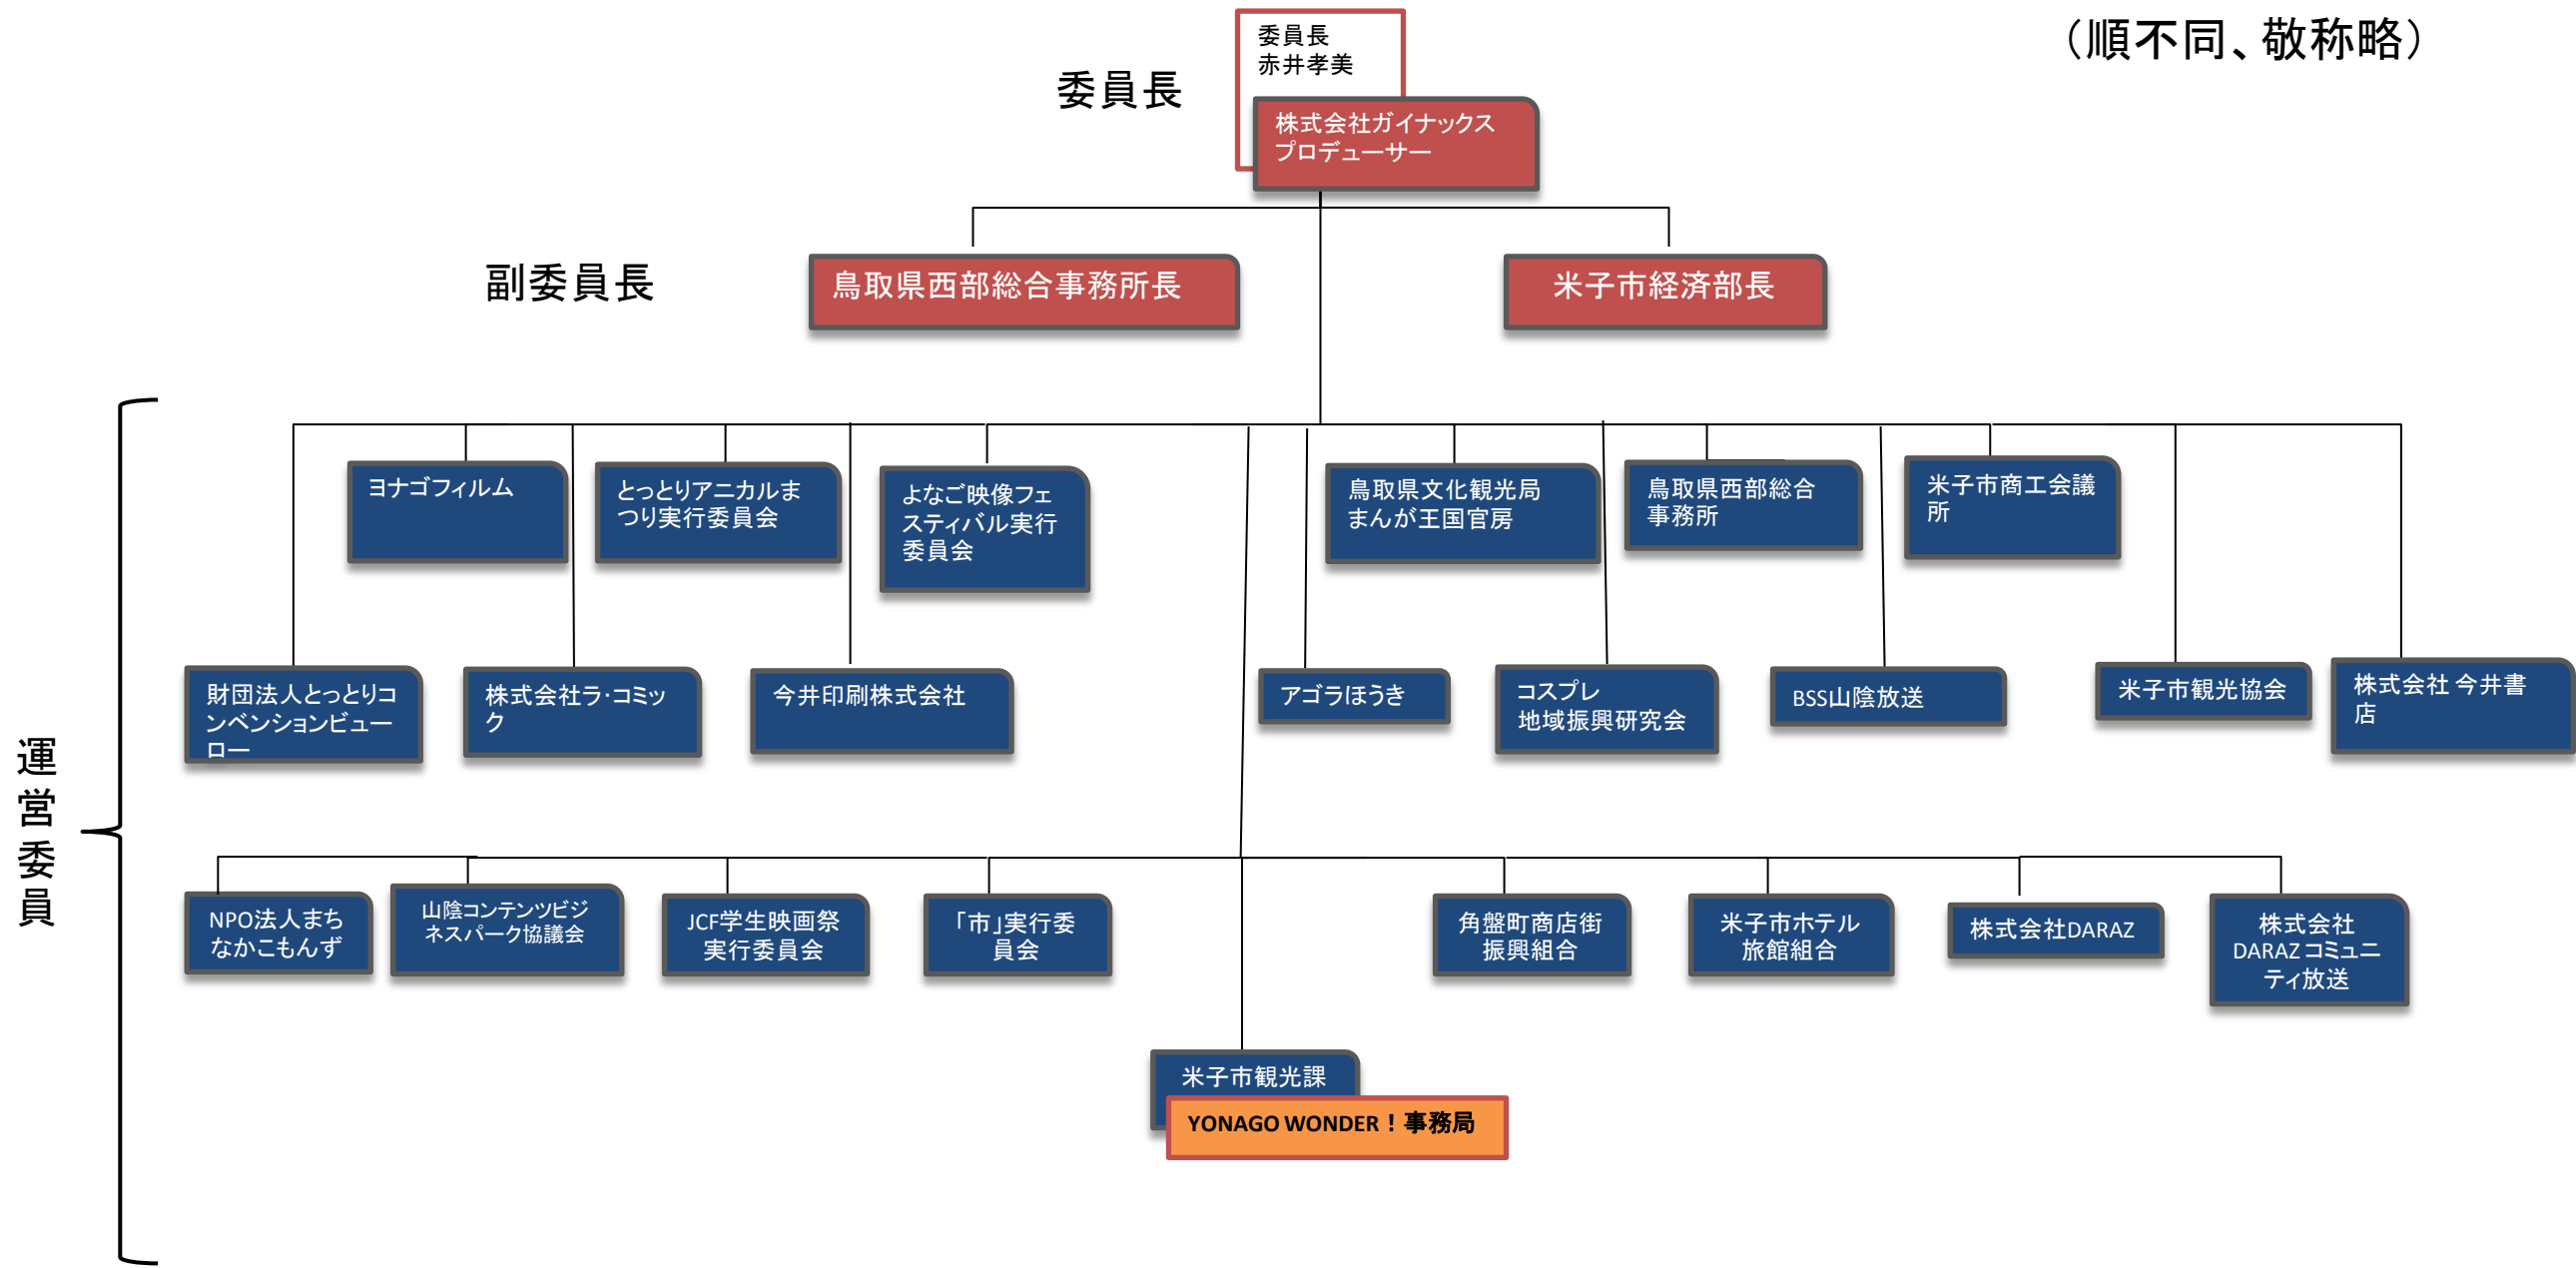 (順不同、敬称略)
委員長
委員長
赤井孝美
株式会社ガイナックス
プロデューサー
副委員長
鳥取県西部総合事務所長
米子市経済部長
運営委員
ヨナゴフィルム
とっとりアニカルま
つり実行委員会
よなご映像フェ
スティバル実行
委員会
鳥取県文化観光局
まんが王国官房
鳥取県西部総合
事務所
米子市商工会議
所
財団法人とっとりコ
ンベンションビュー
ロー
株式会社ラ・コミッ
ク
今井印刷株式会社
アゴラほうき
コスプレ
地域振興研究会
BSS山陰放送
米子市観光協会
株式会社 今井書
店
NPO法人まち
なかこもんず
山陰コンテンツビジ
ネスパーク協議会
JCF学生映画祭
実行委員会
「市」実行委
員会
角盤町商店街
振興組合
米子市ホテル
旅館組合
株式会社DARAZ
株式会社
DARAZ コミュニ
ティ放送
米子市観光課
YONAGO WONDER!事務局